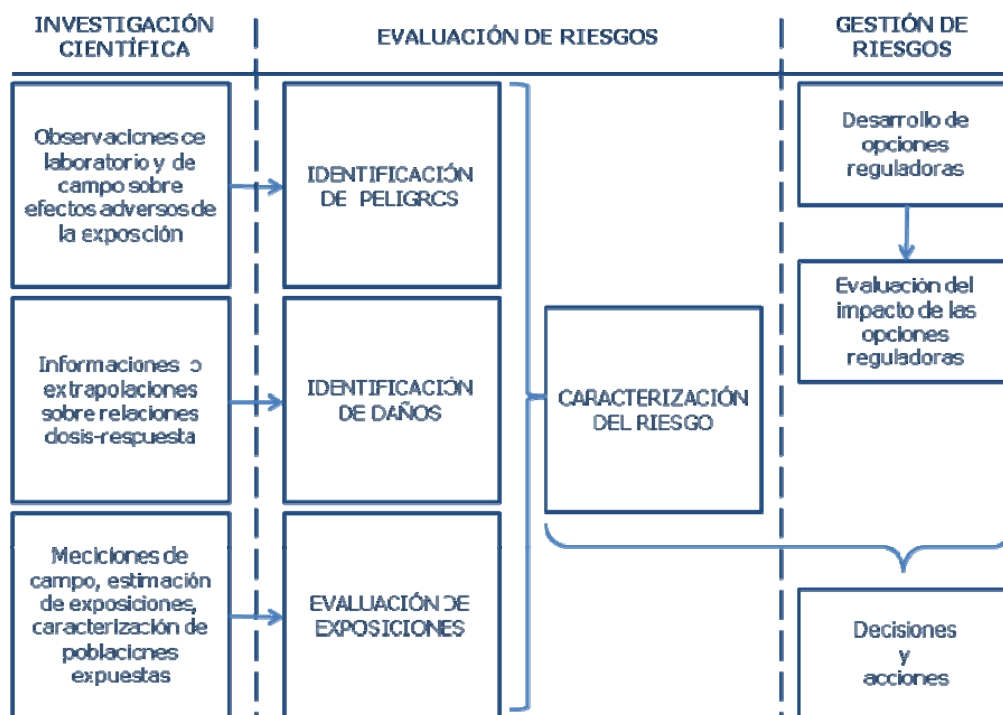 INVESTIGACIÓN
CIENTÍFICA
EVALUACIÓN DE RIESGOS
GESTIÓN DE
RIESGOS
Observaciones de
laboratorio y de
campo sobre
efectos adversos de
la exposción
IDENTIFICACIÓN
DE PELIGROS
Desarrollo de
opciones
reguladoras
Evaluación del
impacto de las
opciones
reguladoras
Informaciones o
extrapolaciones
sobre relaciones
dosis-respuesta
IDENTIFICACIÓN
DE DAÑOS
CARACTERIZACIÓN
DEL RIESGO
Mediciones de
campo, estimación
de exposiciones,
caracterización de
poblaciones
expuestas
EVALUACIÓN DE
EXPOSICIONES
Decisiones
y
acciones